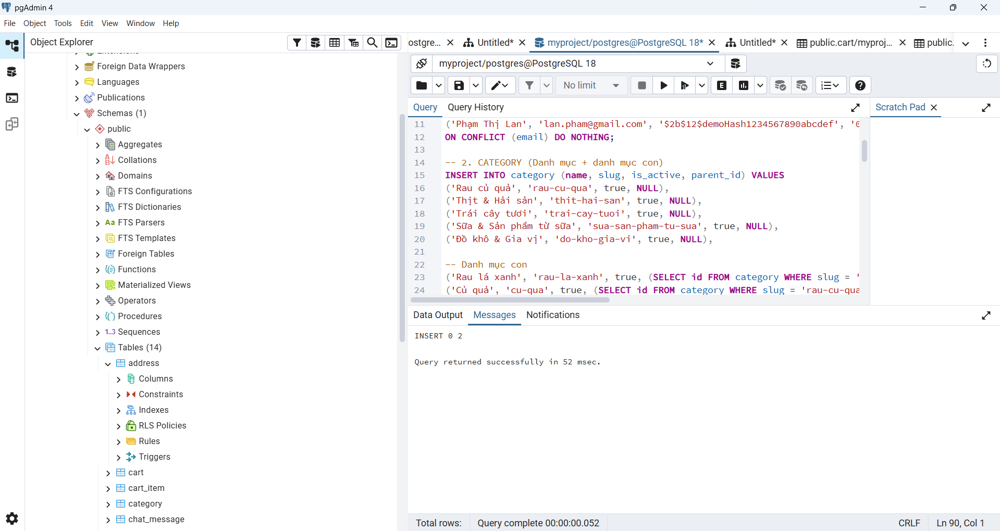 pgAdmin 4
File Object Tools Edit View Window Help
Object Explorer
ostgre... Untitled* myproject/postgres@PostgreSQL 18* Untitled* public.cart/myproj... public.
myproject/postgres@PostgreSQL 18
No limit
Query Query History
Scratch Pad
Extensions
Foreign Data Wrappers
Languages
Publications
Schemas (1)
public
Aggregates
Collations
Domains
FTS Configurations
FTS Dictionaries
Aa FTS Parsers
FTS Templates
Foreign Tables
Functions
Materialized Views
Operators
Procedures
1..3 Sequences
Tables (14)
address
Columns
Constraints
Indexes
RLS Policies
Rules
Triggers
cart
cart_item
category
chat_message
11 ('Phạm Thị Lan', 'lan.pham@gmail.com', '$2b$12$demoHash1234567890abcdef', '0
12 ON CONFLICT (email) DO NOTHING;
13
14 -- 2. CATEGORY (Danh mục + danh mục con)
15 INSERT INTO category (name, slug, is_active, parent_id) VALUES
16 ('Rau củ quả', 'rau-cu-qua', true, NULL),
17 ('Thịt & Hải sản', 'thit-hai-san', true, NULL),
18 ('Trái cây tươi', 'trai-cay-tuoi', true, NULL),
19 ('Sữa & Sản phẩm từ sữa', 'sua-san-pham-tu-sua', true, NULL),
20 ('Đồ khô & Gia vị', 'do-kho-gia-vi', true, NULL),
21
22 -- Danh mục con
23 ('Rau lá xanh', 'rau-la-xanh', true, (SELECT id FROM category WHERE slug = '
24 ('Củ quả', 'cu-qua', true, (SELECT id FROM category WHERE slug = 'rau-cu-qua
Data Output Messages Notifications
INSERT 0 2
Query returned successfully in 52 msec.
Total rows: Query complete 00:00:00.052
CRLF Ln 90, Col 1